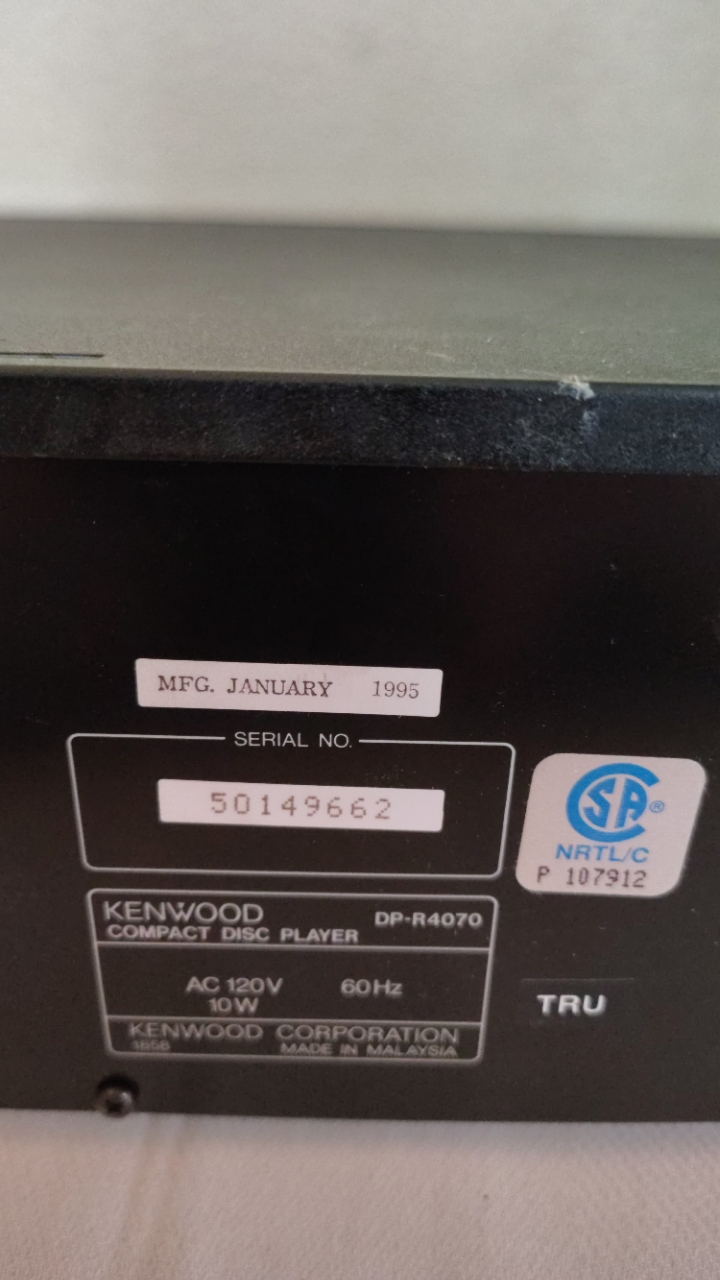 MFG. JANUARY 1995
SERIAL NO.
50149662
SA ®
NRTL/C
P 107912
KENWOOD DP-R4070
COMPACT DISC PLAYER
AC 120V 60Hz
10W
KENWOOD CORPORATION
MADE IN MALAYSIA
TRU